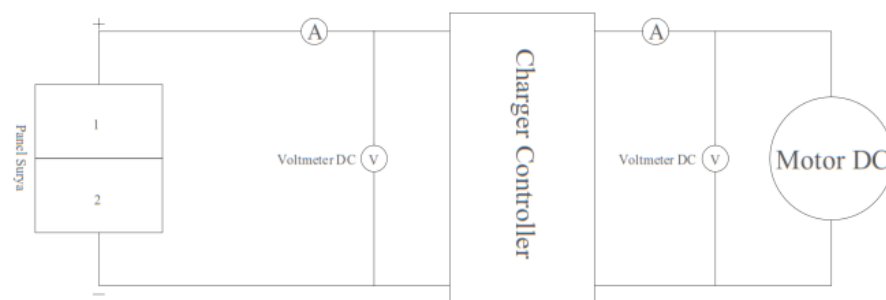 +
A
A
1
2
Panel Surya
Voltmeter DC
V
Charger Controller
Voltmeter DC
V
Motor DC
—